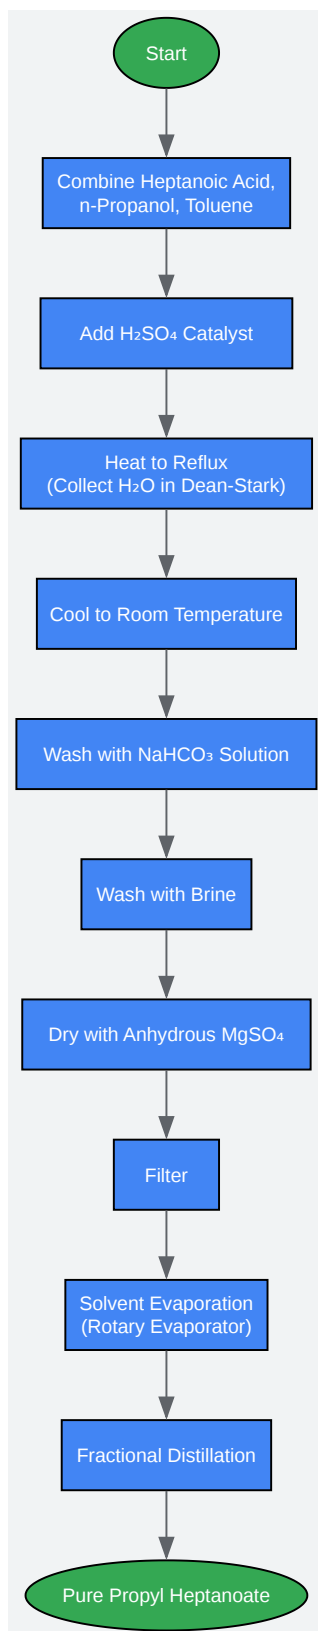 Start
Combine Heptanoic Acid,
n-Propanol, Toluene
Add H₂SO₄ Catalyst
Heat to Reflux
(Collect H₂O in Dean-Stark)
Cool to Room Temperature
Wash with NaHCO₃ Solution
Wash with Brine
Dry with Anhydrous MgSO₄
Filter
Solvent Evaporation
(Rotary Evaporator)
Fractional Distillation
Pure Propyl Heptanoate